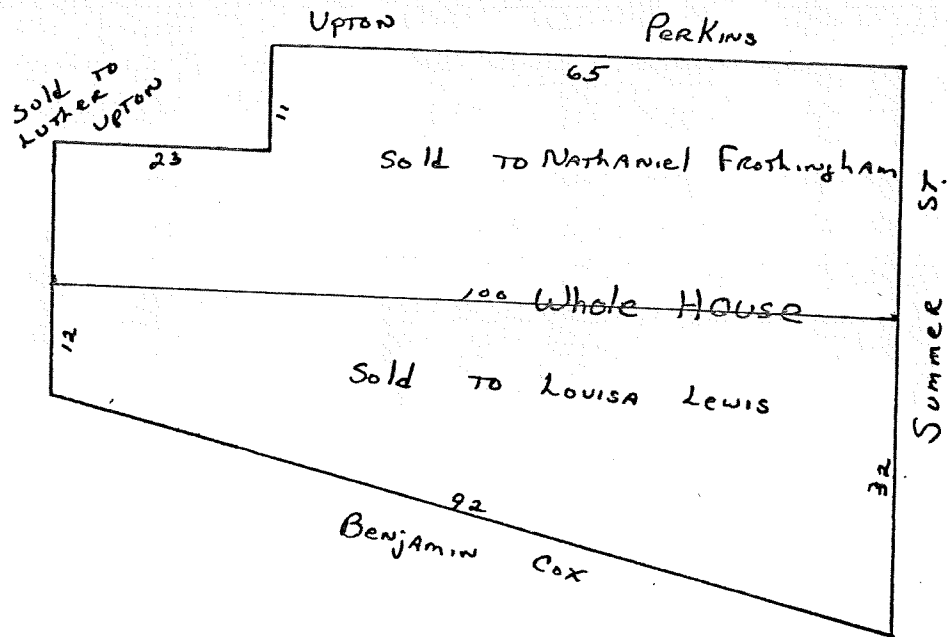 UPTON
PERKINS
65
Sold TO
LUTHER TO
UPTON
11
23
Sold TO NATHANIEL FROTHINGHAM
SUMMER ST.
100 Whole House
12
Sold TO LOUISA LEWIS
32
92
BENJAMIN COX